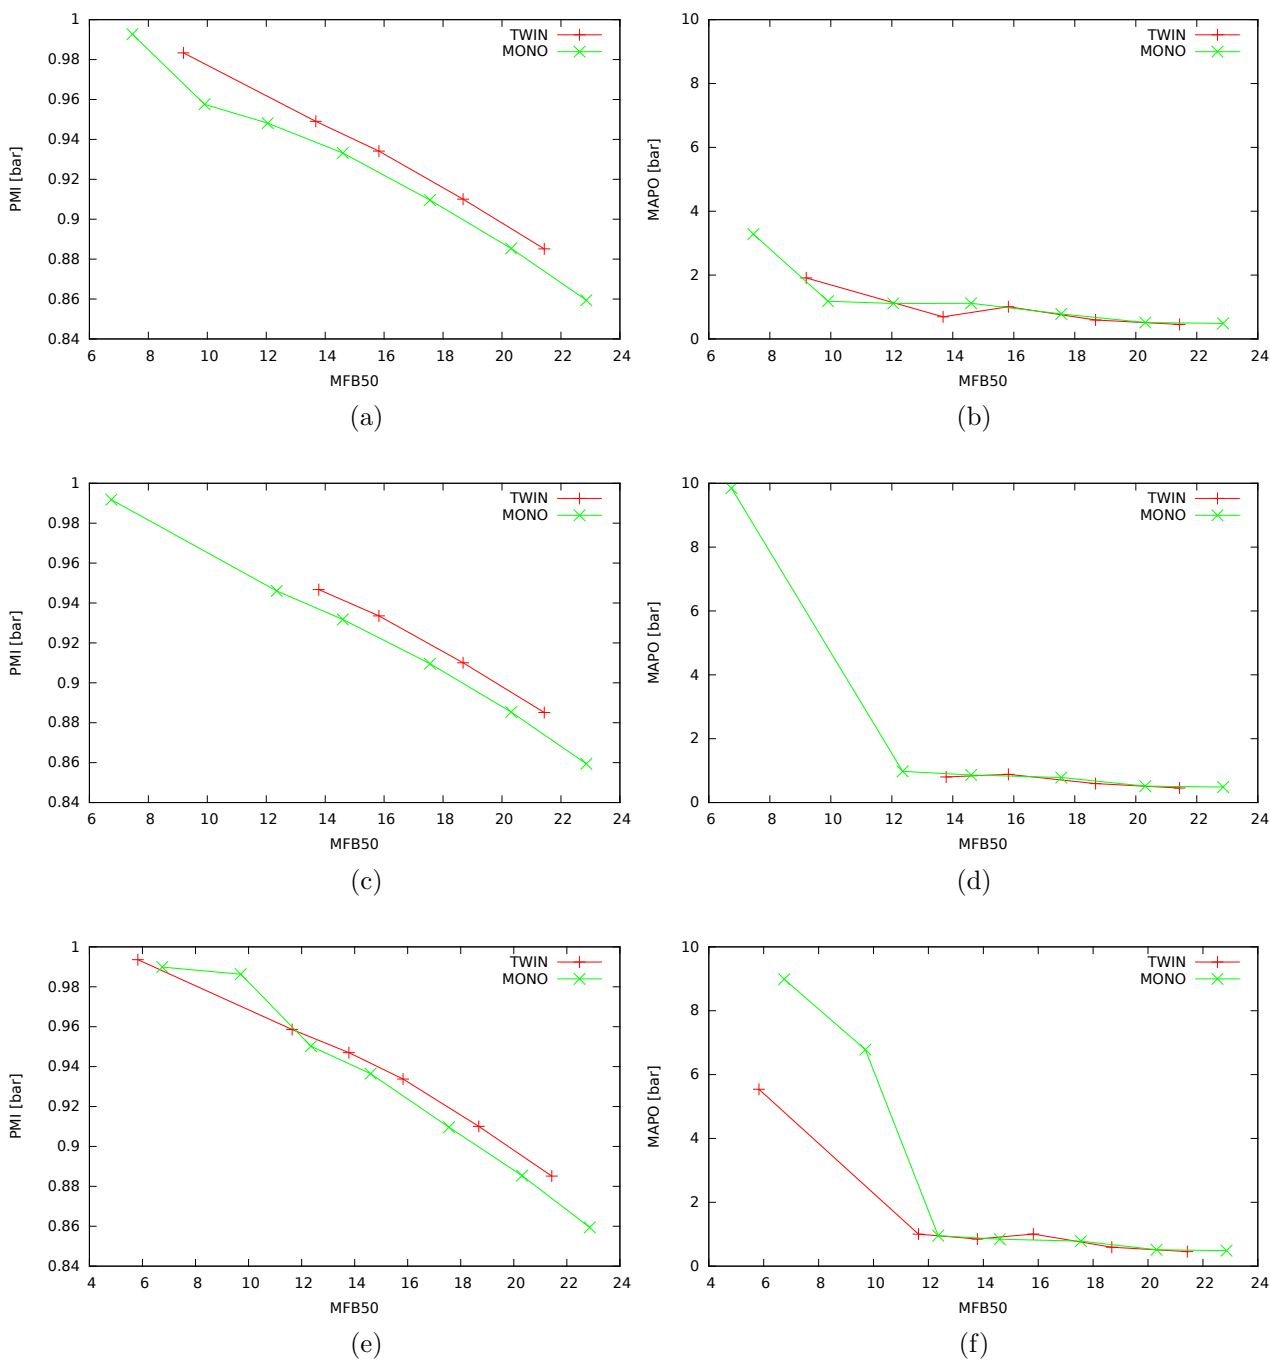 1
0.98
0.96
0.94
0.92
0.9
0.88
0.86
0.84
PMI [bar]
TWIN
MONO
6 8 10 12 14 16 18 20 22 24
MFB50
(a)
10
8
6
4
2
0
MAPO [bar]
TWIN
MONO
6 8 10 12 14 16 18 20 22 24
MFB50
(b)
1
0.98
0.96
0.94
0.92
0.9
0.88
0.86
0.84
PMI [bar]
TWIN
MONO
6 8 10 12 14 16 18 20 22 24
MFB50
(c)
10
8
6
4
2
0
MAPO [bar]
TWIN
MONO
6 8 10 12 14 16 18 20 22 24
MFB50
(d)
1
0.98
0.96
0.94
0.92
0.9
0.88
0.86
0.84
PMI [bar]
TWIN
MONO
4 6 8 10 12 14 16 18 20 22 24
MFB50
(e)
10
8
6
4
2
0
MAPO [bar]
TWIN
MONO
4 6 8 10 12 14 16 18 20 22 24
MFB50
(f)